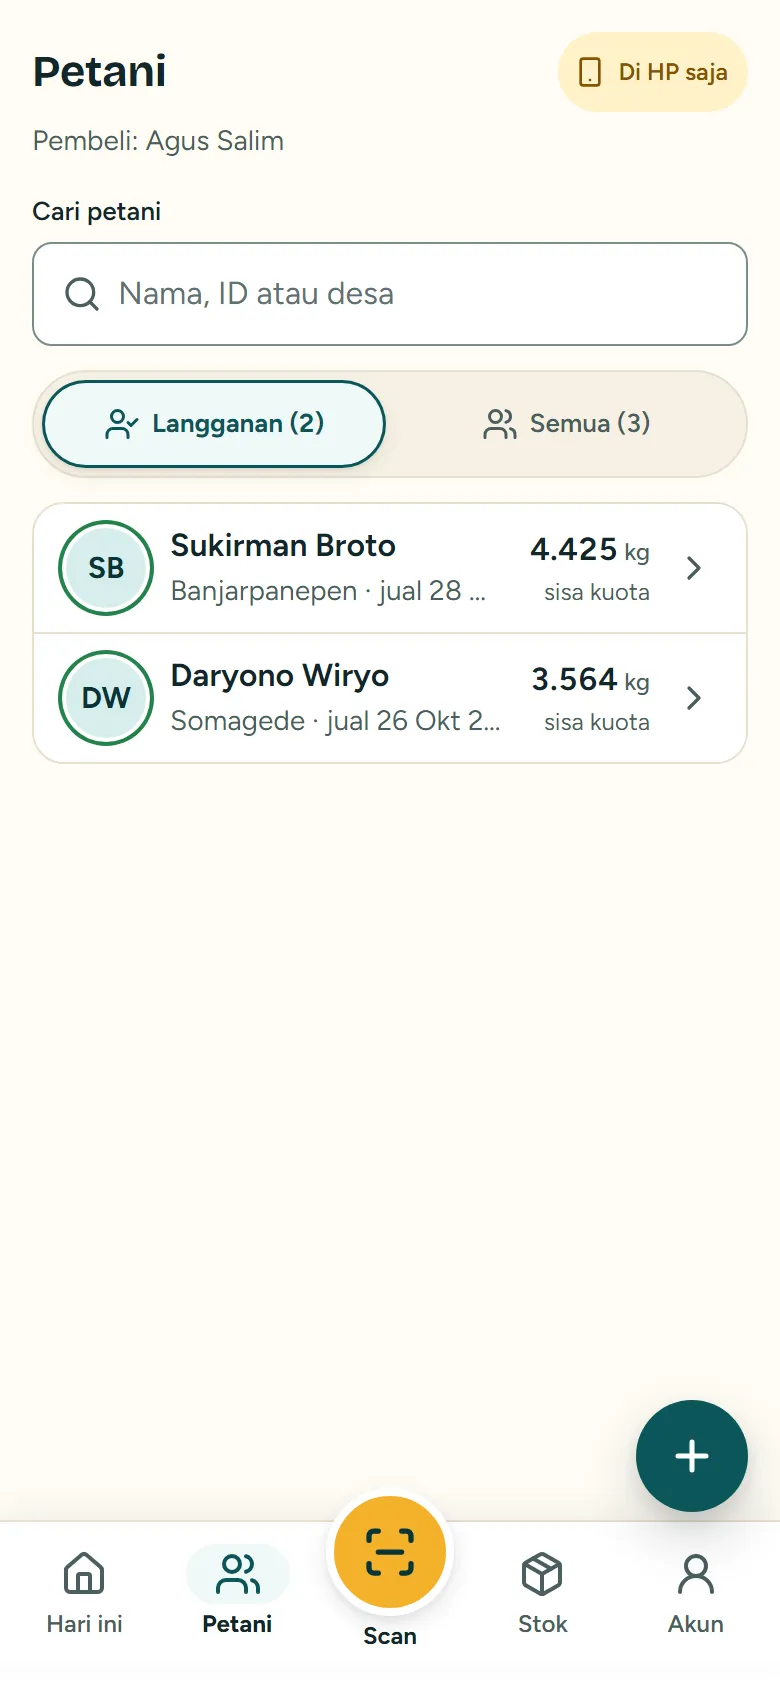 Petani
Di HP saja
Pembeli: Agus Salim
Cari petani
Nama, ID atau desa
Langganan (2)
Semua (3)
SB
Sukirman Broto
4.425 kg
Banjarpanepen · jual 28 ...
sisa kuota
DW
Daryono Wiryo
3.564 kg
Somagede · jual 26 Okt 2...
sisa kuota
Hari ini
Petani
Scan
Stok
Akun